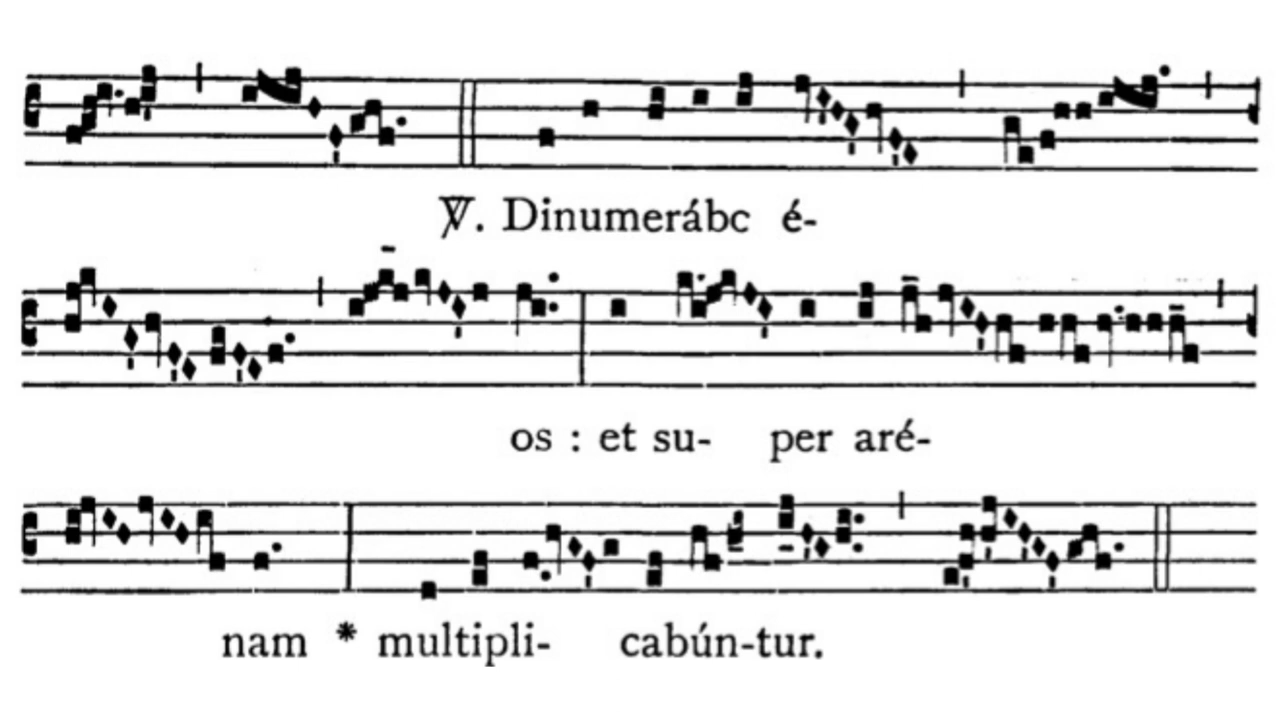 ℣. Dinumerábc é-
os : et su- per aré-
nam * multipli- cabún-tur.